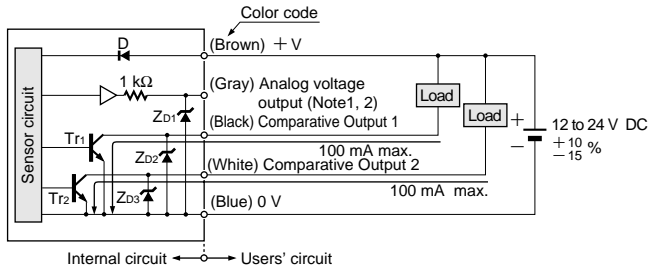 Color code
D
(Brown) +V
1 kΩ
(Gray) Analog voltage
output (Note1, 2)
ZD1
Load
Load
(Black) Comparative Output 1
Sensor circuit
Tr1
ZD2
100 mA max.
+
−
12 to 24 V DC
+10
−15 %
(White) Comparative Output 2
100 mA max.
Tr2
ZD3
(Blue) 0 V
Internal circuit
Users' circuit